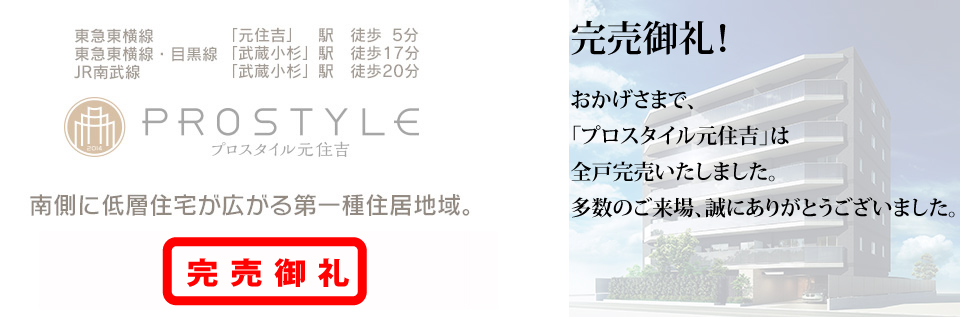 東急東横線 「元住吉」 駅 徒歩 5分
東急東横線・目黒線 「武蔵小杉」駅 徒歩17分
JR南武線 「武蔵小杉」駅 徒歩20分
2014
PROSTYLE
プロスタイル元住吉
南側に低層住宅が広がる第一種住居地域。
完売御礼
完売御礼！
おかげさまで、
「プロスタイル元住吉」は
全戸完売いたしました。
多数のご来場、誠にありがとうございました。